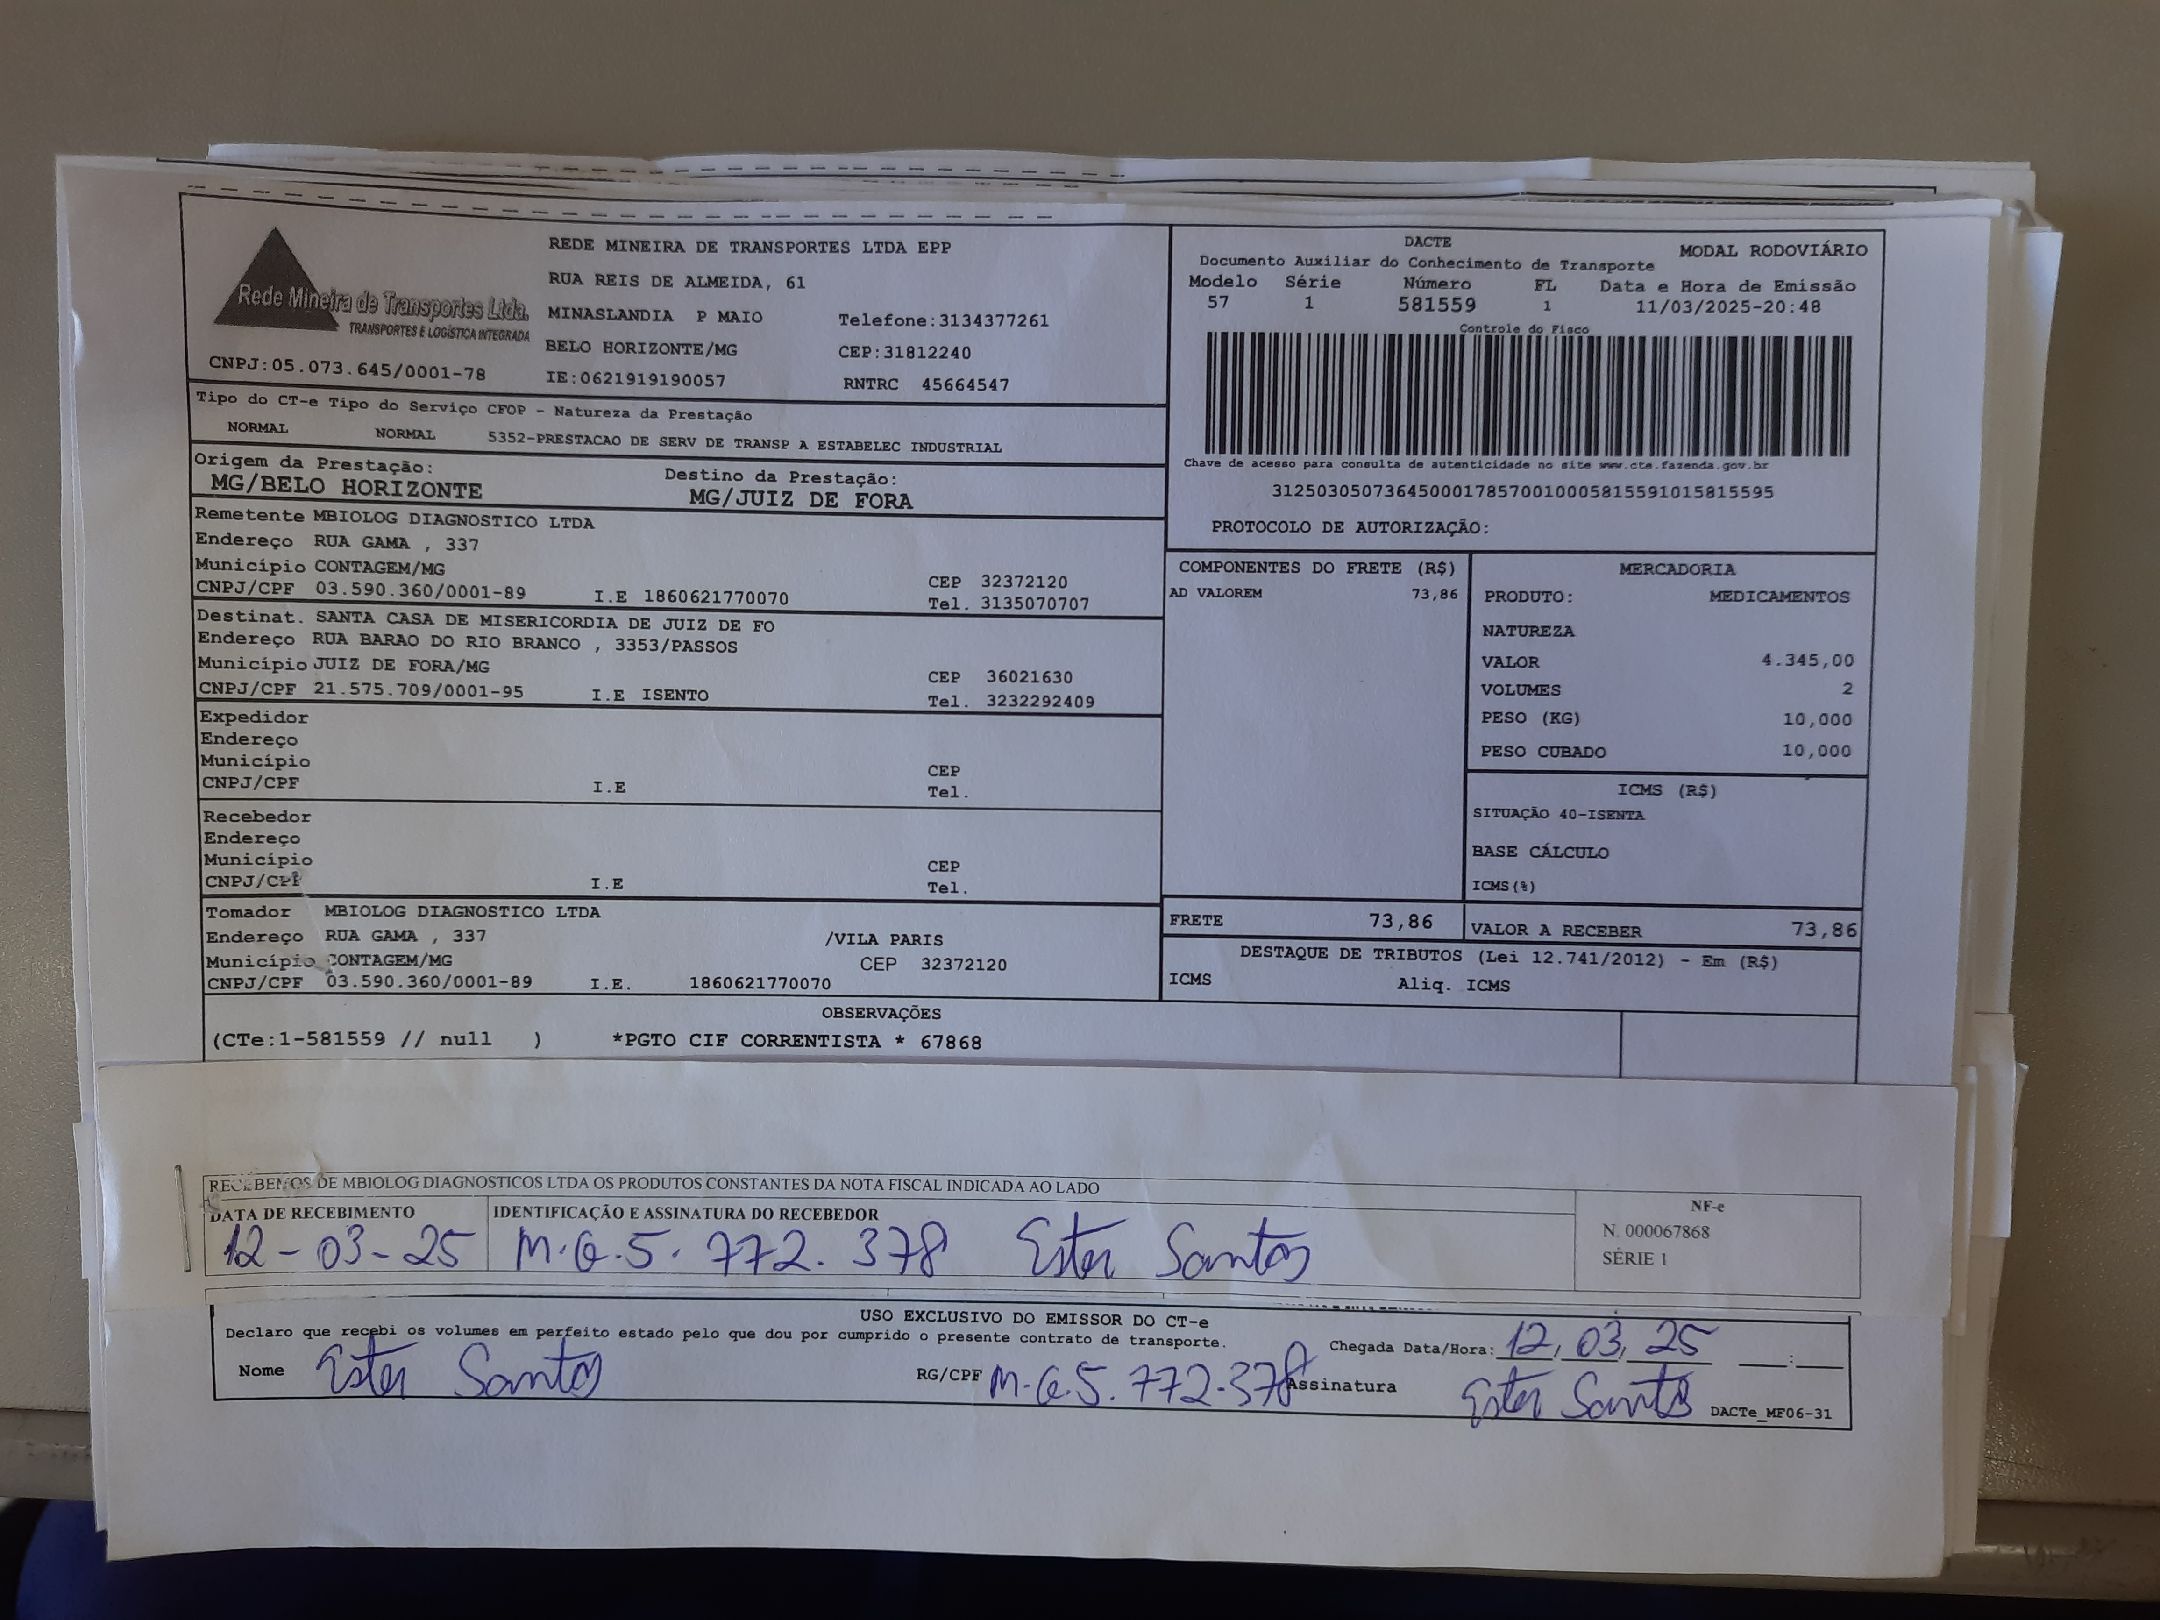 Rede Mineira de Transportes Ltda.
TRANSPORTES E LOGÍSTICA INTEGRADA
CNPJ:05.073.645/0001-78
REDE MINEIRA DE TRANSPORTES LTDA EPP
RUA REIS DE ALMEIDA, 61
MINASLANDIA P MAIO Telefone:3134377261
BELO HORIZONTE/MG CEP:31812240
IE:0621919190057 RNTRC 45664547
DACTE MODAL RODOVIÁRIO
Documento Auxiliar do Conhecimento de Transporte
Modelo Série Número FL Data e Hora de Emissão
57 1 581559 1 11/03/2025-20:48
Controle do Fisco
Chave de acesso para consulta de autenticidade no site www.cte.fazenda.gov.br
31250305073645000178570010005815591015815595
PROTOCOLO DE AUTORIZAÇÃO:
Tipo do CT-e Tipo do Serviço CFOP - Natureza da Prestação
NORMAL NORMAL 5352-PRESTACAO DE SERV DE TRANSP A ESTABELEC INDUSTRIAL
Origem da Prestação: Destino da Prestação:
MG/BELO HORIZONTE MG/JUIZ DE FORA
Remetente MBIOLOG DIAGNOSTICO LTDA
Endereço RUA GAMA , 337
Município CONTAGEM/MG CEP 32372120
CNPJ/CPF 03.590.360/0001-89 I.E 1860621770070 Tel. 3135070707
Destinat. SANTA CASA DE MISERICORDIA DE JUIZ DE FO
Endereço RUA BARAO DO RIO BRANCO , 3353/PASSOS
Município JUIZ DE FORA/MG CEP 36021630
CNPJ/CPF 21.575.709/0001-95 I.E ISENTO Tel. 3232292409
Expedidor
Endereço
Município CEP
CNPJ/CPF I.E Tel.
Recebedor
Endereço
Município CEP
CNPJ/CPF I.E Tel.
Tomador MBIOLOG DIAGNOSTICO LTDA
Endereço RUA GAMA , 337 /VILA PARIS
Município CONTAGEM/MG CEP 32372120
CNPJ/CPF 03.590.360/0001-89 I.E. 1860621770070
COMPONENTES DO FRETE (R$)
AD VALOREM 73,86
MERCADORIA
PRODUTO: MEDICAMENTOS
NATUREZA
VALOR 4.345,00
VOLUMES 2
PESO (KG) 10,000
PESO CUBADO 10,000
ICMS (R$)
SITUAÇÃO 40-ISENTA
BASE CÁLCULO
ICMS(%)
FRETE 73,86 VALOR A RECEBER 73,86
DESTAQUE DE TRIBUTOS (Lei 12.741/2012) - Em (R$)
ICMS Aliq. ICMS
OBSERVAÇÕES
(CTe:1-581559 // null ) *PGTO CIF CORRENTISTA * 67868
RECEBEMOS DE MBIOLOG DIAGNOSTICOS LTDA OS PRODUTOS CONSTANTES DA NOTA FISCAL INDICADA AO LADO
DATA DE RECEBIMENTO IDENTIFICAÇÃO E ASSINATURA DO RECEBEDOR
12-03-25 M.G.5.772.378 Ester Santos
NF-e
N. 000067868
SÉRIE 1
USO EXCLUSIVO DO EMISSOR DO CT-e
Declaro que recebi os volumes em perfeito estado pelo que dou por cumprido o presente contrato de transporte.
Chegada Data/Hora: 12,03,25 __:__
Nome Ester Santos RG/CPF M.G.5.772.378 Assinatura Ester Santos
DACTe_MF06-31